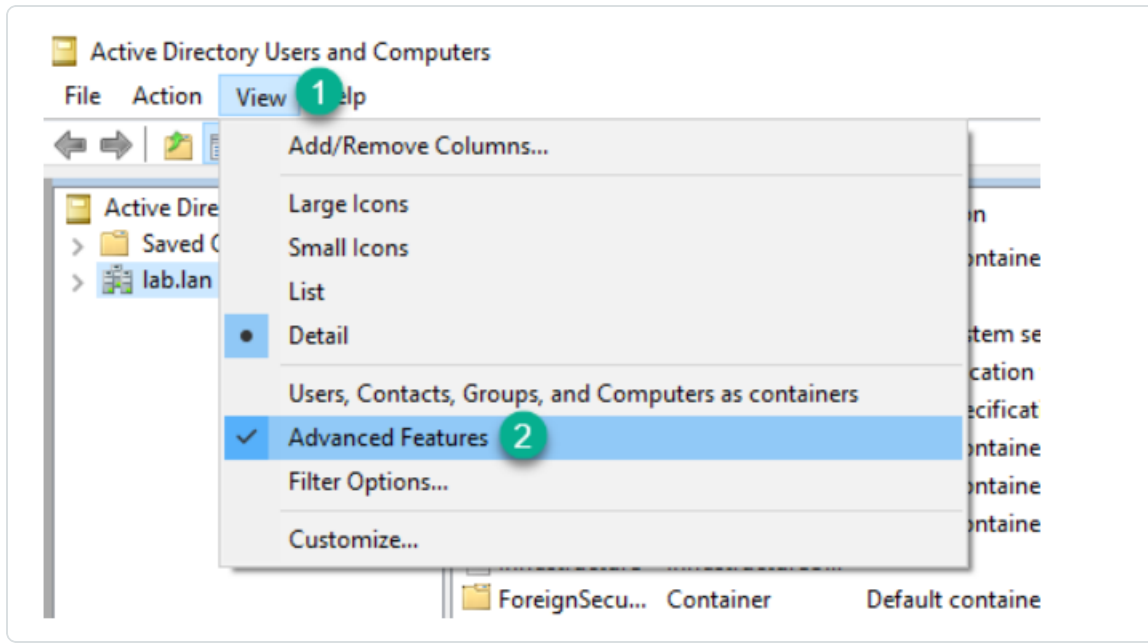 Active Directory Users and Computers
File Action View 1 elp
Add/Remove Columns...
Active Dire
Large Icons
on
Saved
Small Icons
ontaine
lab.lan
List
Detail
stem se
cation
Users, Contacts, Groups, and Computers as containers
ecificat
Advanced Features 2
ontaine
Filter Options...
ontaine
ontaine
Customize...
ForeignSecu... Container Default containe